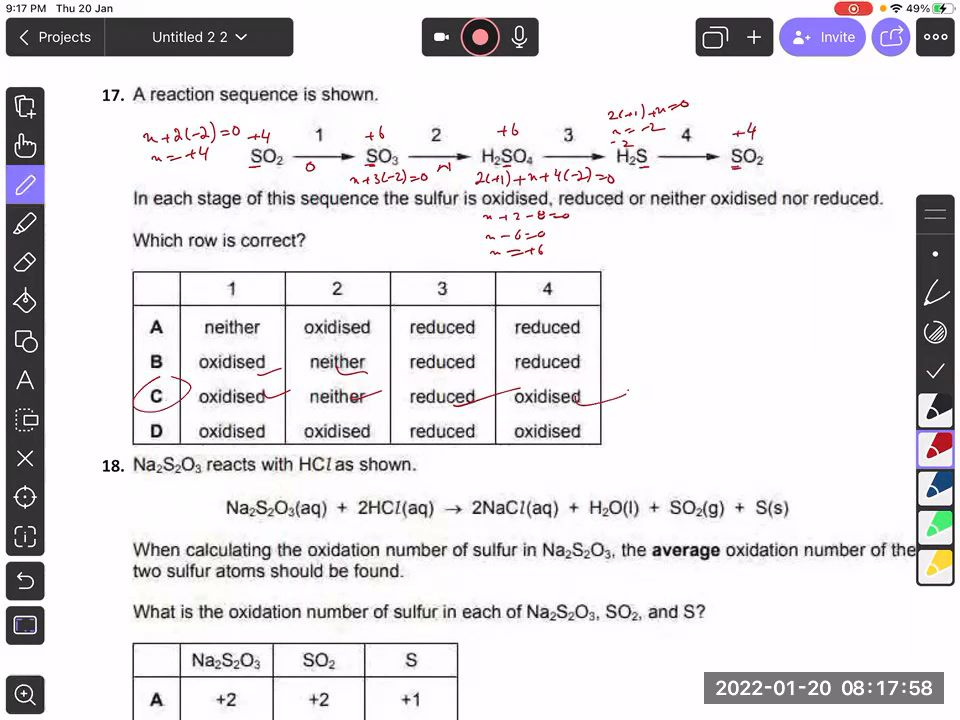 9:17 PM Thu 20 Jan
49%
Projects
Untitled 2 2
Invite
17. A reaction sequence is shown.
2(+1)+x=0
x+2(-2)=0
x=-2
x=+4
+4
1
+6
2
+6
3
-2
4
+4
SO₂ → SO₃ → H₂SO₄ → H₂S → SO₂
O
N
x+3(-2)=0
2(+1)+x+4(-2)=0
In each stage of this sequence the sulfur is oxidised, reduced or neither oxidised nor reduced.
x+2-8=0
x-6=0
x=+6
Which row is correct?
1 2 3 4
A neither oxidised reduced reduced
B oxidised neither reduced reduced
C oxidised neither reduced oxidised
D oxidised oxidised reduced oxidised
18. Na₂S₂O₃ reacts with HCl as shown.
Na₂S₂O₃(aq) + 2HCl(aq) → 2NaCl(aq) + H₂O(l) + SO₂(g) + S(s)
When calculating the oxidation number of sulfur in Na₂S₂O₃, the average oxidation number of the
two sulfur atoms should be found.
What is the oxidation number of sulfur in each of Na₂S₂O₃, SO₂, and S?
Na₂S₂O₃ SO₂ S
A +2 +2 +1
2022-01-20 08:17:58